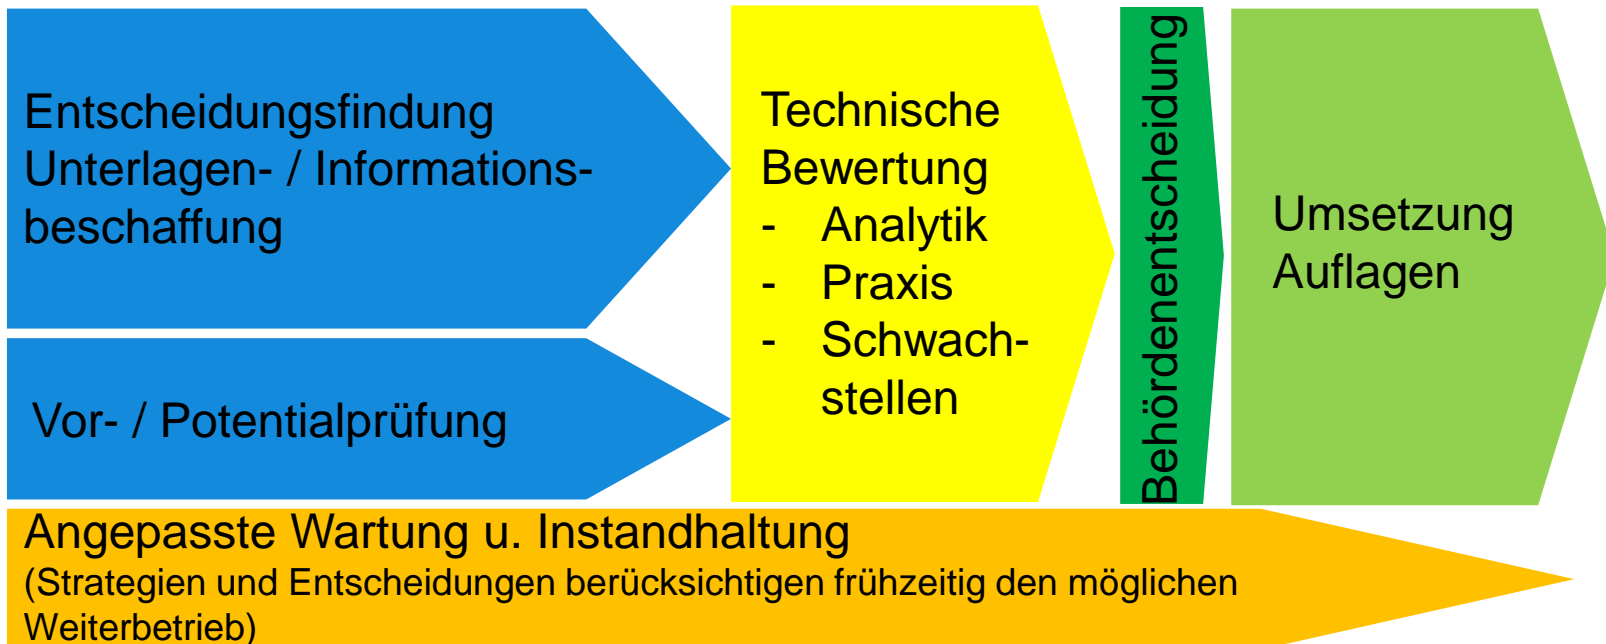 Entscheidungsfindung
Unterlagen- / Informations-
beschaffung
Vor- / Potentialprüfung
Technische
Bewertung
- Analytik
- Praxis
- Schwach-
stellen
Behördenentscheidung
Umsetzung
Auflagen
Angepasste Wartung u. Instandhaltung
(Strategien und Entscheidungen berücksichtigen frühzeitig den möglichen
Weiterbetrieb)